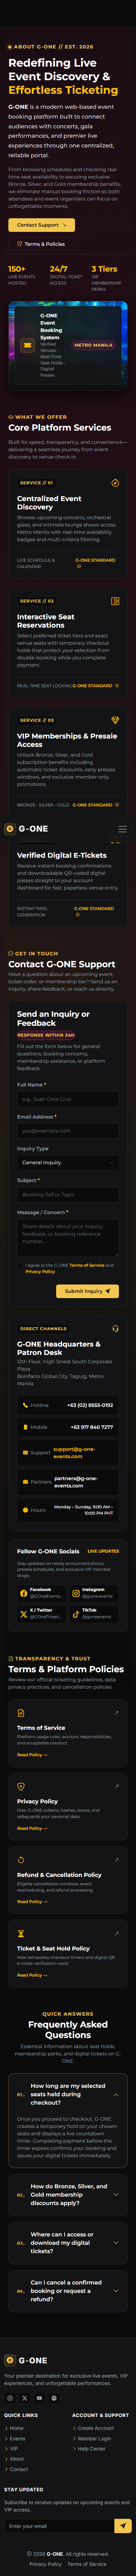 ABOUT G-ONE // EST. 2026
Redefining Live
Event Discovery &
Effortless Ticketing
G-ONE is a modern web-based event
booking platform built to connect
audiences with concerts, gala
performances, and premier live
experiences through one centralized,
reliable portal.
From browsing schedules and choosing a
time via seating to securing exclusive
Bronze, Silver, and Gold membership benefits,
we eliminate manual booking friction so both
attendees and event organizers can focus on
unforgettable moments.
Contact Support
Terms & Policies
150+
LIVE EVENTS
HOSTED
24/7
DIGITAL TICKET
ACCESS
3 Tiers
VIP
MEMBERSHIP
PERKS
G-ONE
Event
Booking
System
Verified
Venues ·
Real-Time
Seat Holds ·
Digital
Passes
METRO MANILA
WHAT WE OFFER
Core Platform Services
Built for speed, transparency, and convenience—
delivering a seamless experience from seat
discovery to venue check-in.
SERVICE // 01
Centralized Event
Discovery
Browse upcoming concerts, orchestral
galas, and intimate unplugged sessions
across Metro Manila with real-time availability
badges and multi-criteria filtering.
LIVE SCHEDULE &
CALENDAR
G-ONE STANDARD
SERVICE // 02
Interactive Seat
Reservations
Select preferred ticket tiers and exact
venue seats with temporary checkout
hold protection that secures your selection
from double-booking while you complete
payment.
REAL-TIME SEAT LOCKING
G-ONE STANDARD
SERVICE // 03
VIP Memberships & Presale
Access
Unlock Bronze, Silver, and Gold
subscription benefits including
automatic ticket discounts, early presale
windows, and exclusive member-only
promotions.
BRONZE · SILVER · GOLD
G-ONE STANDARD
G-ONE
Verified Digital E-Tickets
Receive instant booking confirmations
and downloadable QR-coded digital
passes straight to your account
dashboard for fast, paperless venue entry.
INSTANT PASS
GENERATION
G-ONE STANDARD
GET IN TOUCH
Contact G-ONE Support
Have a question about an upcoming event,
ticket order, or membership tier? Send us an
inquiry, share feedback, or reach us directly.
Send an Inquiry or
Feedback
RESPONSE WITHIN 24H
Fill out the form below for general
questions, booking concerns,
membership assistance, or platform
feedback.
Full Name *
e.g., Juan Dela Cruz
Email Address *
you@example.com
Inquiry Type
General Inquiry
Subject *
Booking Ref or Topic
Message / Concern *
Share details about your inquiry,
feedback, or booking reference
number...
I agree to the G-ONE Terms of Service and
Privacy Policy.
Submit Inquiry
DIRECT CHANNELS
G-ONE Headquarters &
Patron Desk
12th Floor, High Street South Corporate
Plaza
Bonifacio Global City, Taguig, Metro
Manila
Hotline
+63 (02) 8555-0192
Mobile
+63 917 840 7277
Support
support@g-one-
events.com
Partners
partners@g-one-
events.com
Hours
Monday – Sunday, 9:00 AM –
10:00 PM PHT
Follow G-ONE Socials
LIVE UPDATES
Stay updated on newly announced shows,
presale schedules, and exclusive VIP member
drops.
Facebook
@GOneEvents...
Instagram
@g.one.events
X / Twitter
@GOneTicketi...
TikTok
@goneevents
TRANSPARENCY & TRUST
Terms & Platform Policies
Review our official booking guidelines, data
privacy practices, and cancellation policies.
Terms of Service
Platform usage rules, account responsibilities,
and acceptable conduct.
Read Policy →
Privacy Policy
How G-ONE collects, hashes, stores, and
safeguards your personal data.
Read Policy →
Refund & Cancellation Policy
Eligibility cancellation windows, event
rescheduling, and refund processing.
Read Policy →
Ticket & Seat Hold Policy
How temporary checkout timers and digital QR
e-ticket verification work.
Read Policy →
QUICK ANSWERS
Frequently Asked
Questions
Essential information about seat holds,
membership perks, and digital tickets on G-
ONE.
01.
How long are my selected
seats held during
checkout?
Once you proceed to checkout, G-ONE
creates a temporary hold on your chosen
seats and displays a live countdown
timer. Completing payment before the
timer expires confirms your booking and
instantly issues your digital tickets.
02.
How do Bronze, Silver, and
Gold membership
discounts apply?
03.
Where can I access or
download my digital
tickets?
04.
Can I cancel a confirmed
booking or request a
refund?
G-ONE
Your premier destination for exclusive live events, VIP
experiences, and unforgettable performances.
QUICK LINKS
Home
Events
VIP
About
Contact
ACCOUNT & SUPPORT
Create Account
Member Login
Help Center
STAY UPDATED
Subscribe to receive updates on upcoming events and
VIP access.
Enter your email
© 2026 G-ONE. All rights reserved.
Privacy Policy
Terms of Service